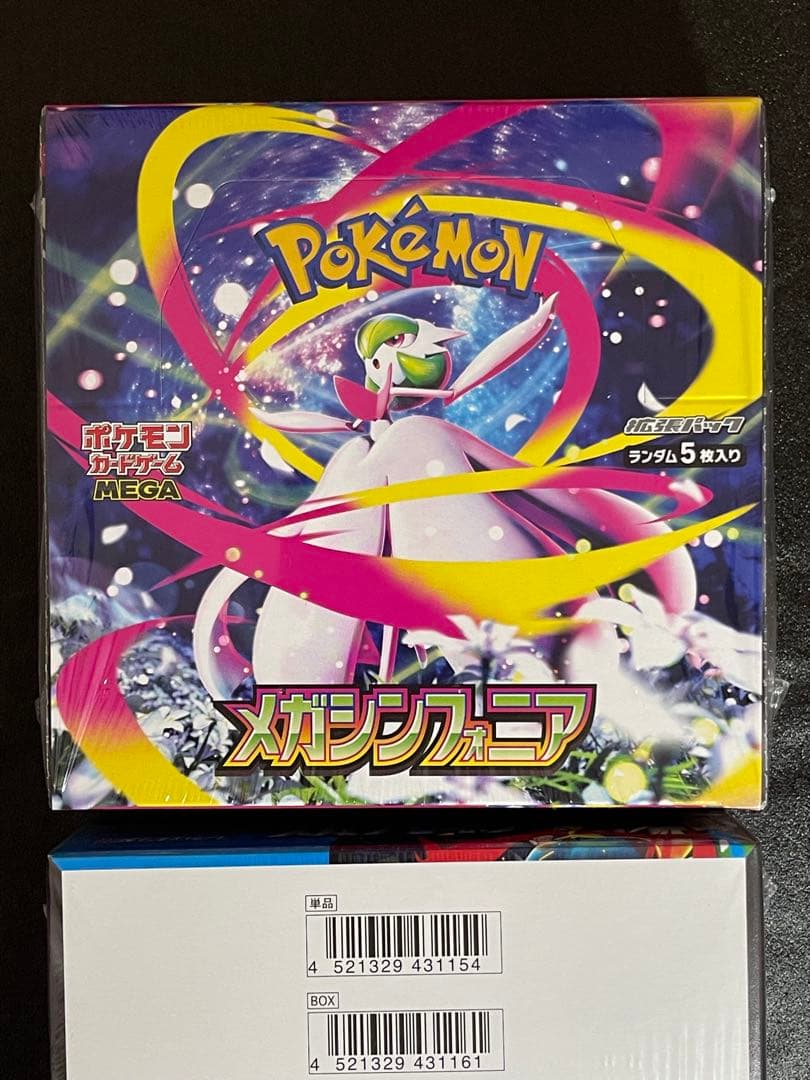 POKéMON
ポケモン
カードゲーム
MEGA
拡張パック
ランダム5枚入り
メガシンフォニア
単品
4 521329 431154
BOX
4 521329 431161